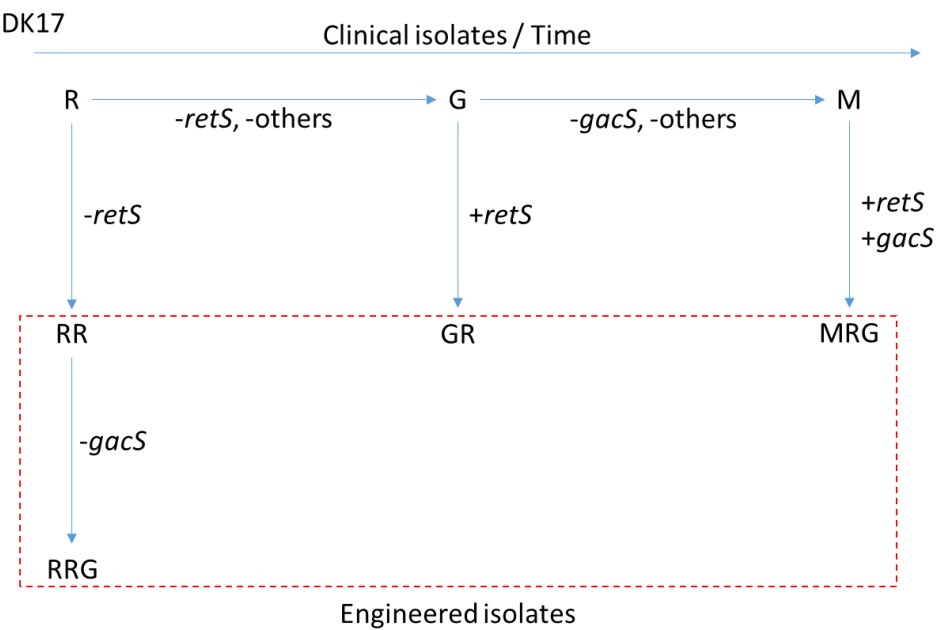 DK17
Clinical isolates / Time
R
G
M
-retS, -others
-gacS, -others
-retS
+retS
+retS
+gacS
RR
GR
MRG
-gacS
RRG
Engineered isolates